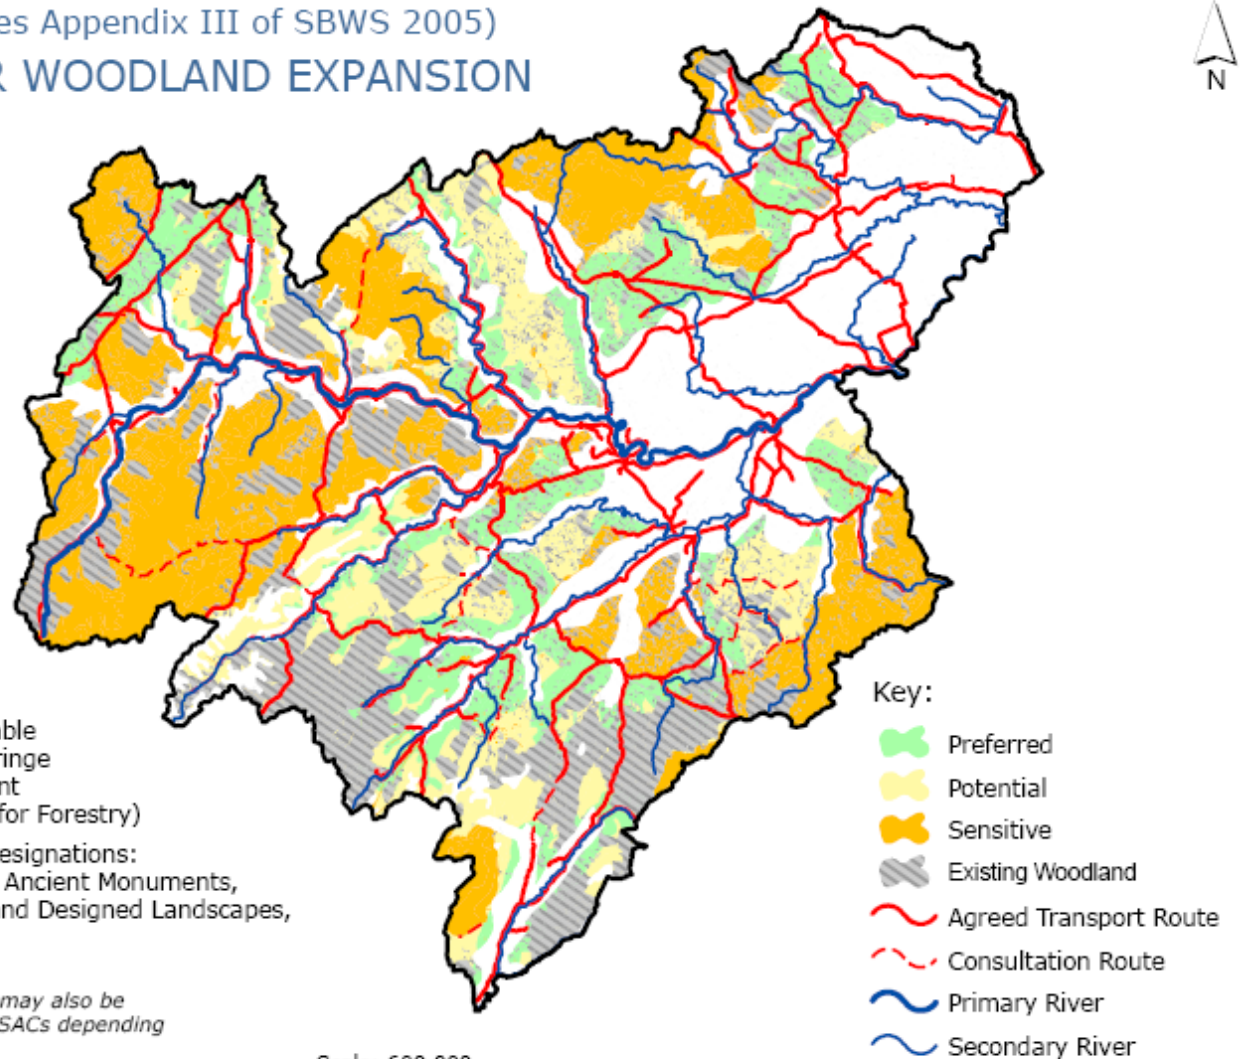 es Appendix III of SBWS 2005)
R WOODLAND EXPANSION
N
ble
ringe
nt
for Forestry)
esignations:
Ancient Monuments,
nd Designed Landscapes,
may also be
SACs depending
Key:
Preferred
Potential
Sensitive
Existing Woodland
Agreed Transport Route
Consultation Route
Primary River
Secondary River